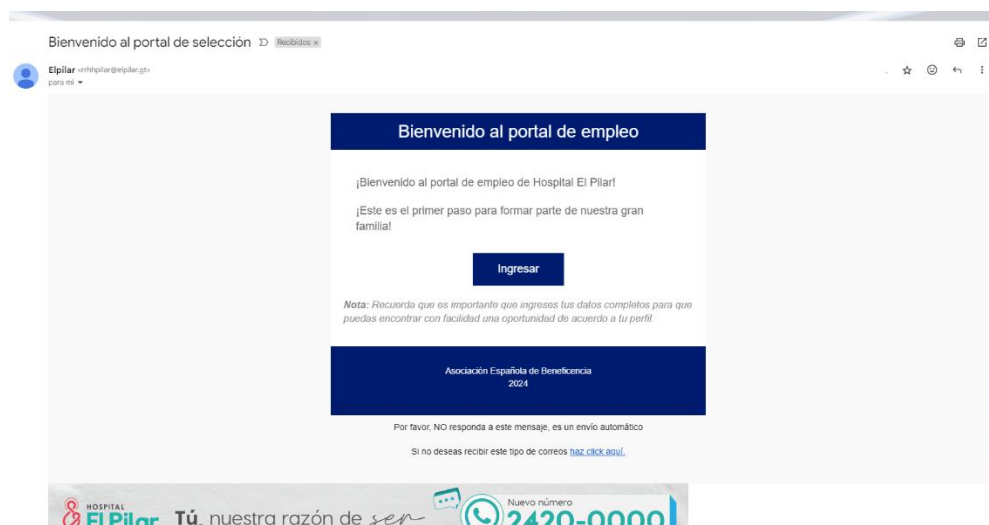 Bienvenido al portal de selección
Recibidos x
Elpilar <rrhhpilar@elpilar.gt>
para mí
Bienvenido al portal de empleo
¡Bienvenido al portal de empleo de Hospital El Pilar!
¡Este es el primer paso para formar parte de nuestra gran
familia!
Ingresar
Nota: Recuerda que es importante que ingreses tus datos completos para que
puedas encontrar con facilidad una oportunidad de acuerdo a tu perfil.
Asociación Española de Beneficencia
2024
Por favor, NO responda a este mensaje, es un envío automático
Si no deseas recibir este tipo de correos haz click aquí.
HOSPITAL
El Pilar
Tú, nuestra razón de ser
Nuevo número
2420-0000